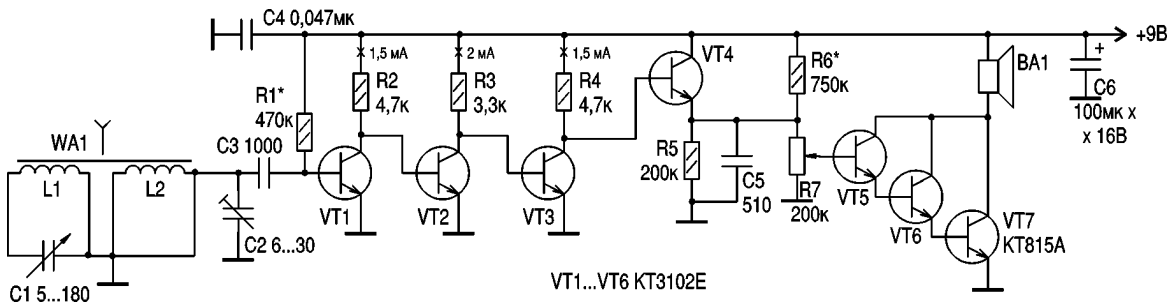 C4 0,047мк
+9В
1,5 мА
2 мА
1,5 мА
VT4
R1*
470к
R2
4,7к
R3
3,3к
R4
4,7к
R6*
750к
BA1
+
C6
100мк х
х 16В
WA1
C3 1000
L1
L2
VT1
VT2
VT3
R5
200к
C5
510
R7
200к
VT5
VT6
VT7
КТ815А
C2 6...30
C1 5...180
VT1...VT6 КТ3102Е